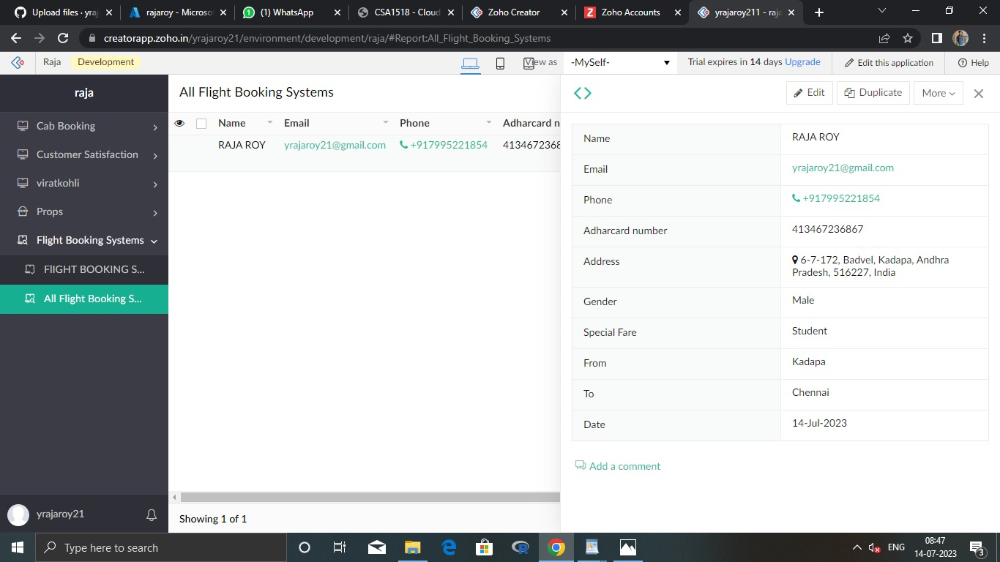 Upload files · yraj
rajaroy - Microso
(1) WhatsApp
CSA1518 - Cloud
Zoho Creator
Zoho Accounts
yrajaroy211 - raja
creatorapp.zoho.in/yrajaroy21/environment/development/raja/#Report:All_Flight_Booking_Systems
Raja
Development
View as
-MySelf-
Trial expires in 14 days Upgrade
Edit this application
Help
raja
Cab Booking
Customer Satisfaction
viratkohli
Props
Flight Booking Systems
FlIGHT BOOKING S...
All Flight Booking S...
yrajaroy21
All Flight Booking Systems
Name Email Phone Adharcard n
RAJA ROY yrajaroy21@gmail.com +917995221854 4134672368
Showing 1 of 1
Edit
Duplicate
More
Name RAJA ROY
Email yrajaroy21@gmail.com
Phone +917995221854
Adharcard number 413467236867
Address 6-7-172, Badvel, Kadapa, Andhra
Pradesh, 516227, India
Gender Male
Special Fare Student
From Kadapa
To Chennai
Date 14-Jul-2023
Add a comment
Type here to search
ENG
08:47
14-07-2023
3